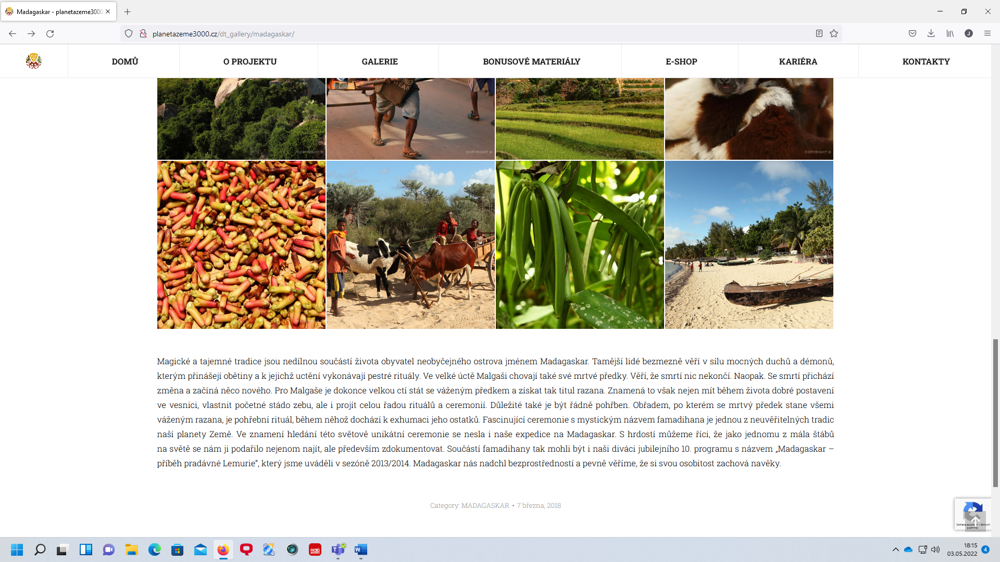 Madagaskar - planetazeme3000
planetazeme3000.cz/dt_gallery/madagaskar/
DOMŮ
O PROJEKTU
GALERIE
BONUSOVÉ MATERIÁLY
E-SHOP
KARIÉRA
KONTAKTY
COPYRIGHT ©
COPYRIGHT ©
COPYRIGHT ©
COPYRIGHT ©
Magické a tajemné tradice jsou nedílnou součástí života obyvatel neobyčejného ostrova jménem Madagaskar. Tamější lidé bezmezně věří v sílu mocných duchů a démonů,
kterým přinášejí obětiny a k jejichž uctění vykonávají pestré rituály. Ve velké úctě Malgaši chovají také své mrtvé předky. Věří, že smrtí nic nekončí. Naopak. Se smrtí přichází
změna a začíná něco nového. Pro Malgaše je dokonce velkou ctí stát se váženým předkem a získat tak titul razana. Znamená to však nejen mít během života dobré postavení
ve vesnici, vlastnit početné stádo zebu, ale i projít celou řadou rituálů a ceremonií. Důležité také je být řádně pohřben. Obřadem, po kterém se mrtvý předek stane všemi
váženým razana, je pohřební rituál, během něhož dochází k exhumaci jeho ostatků. Fascinující ceremonie s mystickým názvem famadihana je jednou z neuvěřitelných tradic
naší planety Země. Ve znamení hledání této světově unikátní ceremonie se nesla i naše expedice na Madagaskar. S hrdostí můžeme říci, že jako jednomu z mála štábů
na světě se nám ji podařilo nejenom najít, ale především zdokumentovat. Součástí famadihany tak mohli být i naši diváci jubilejního 10. programu s názvem „Madagaskar –
příběh pradávné Lemurie", který jsme uváděli v sezóně 2013/2014. Madagaskar nás nadchl bezprostředností a pevně věříme, že si svou osobitost zachová navěky.
Category: MADAGASKAR • 7 března, 2018
18:15
03.05.2022
4